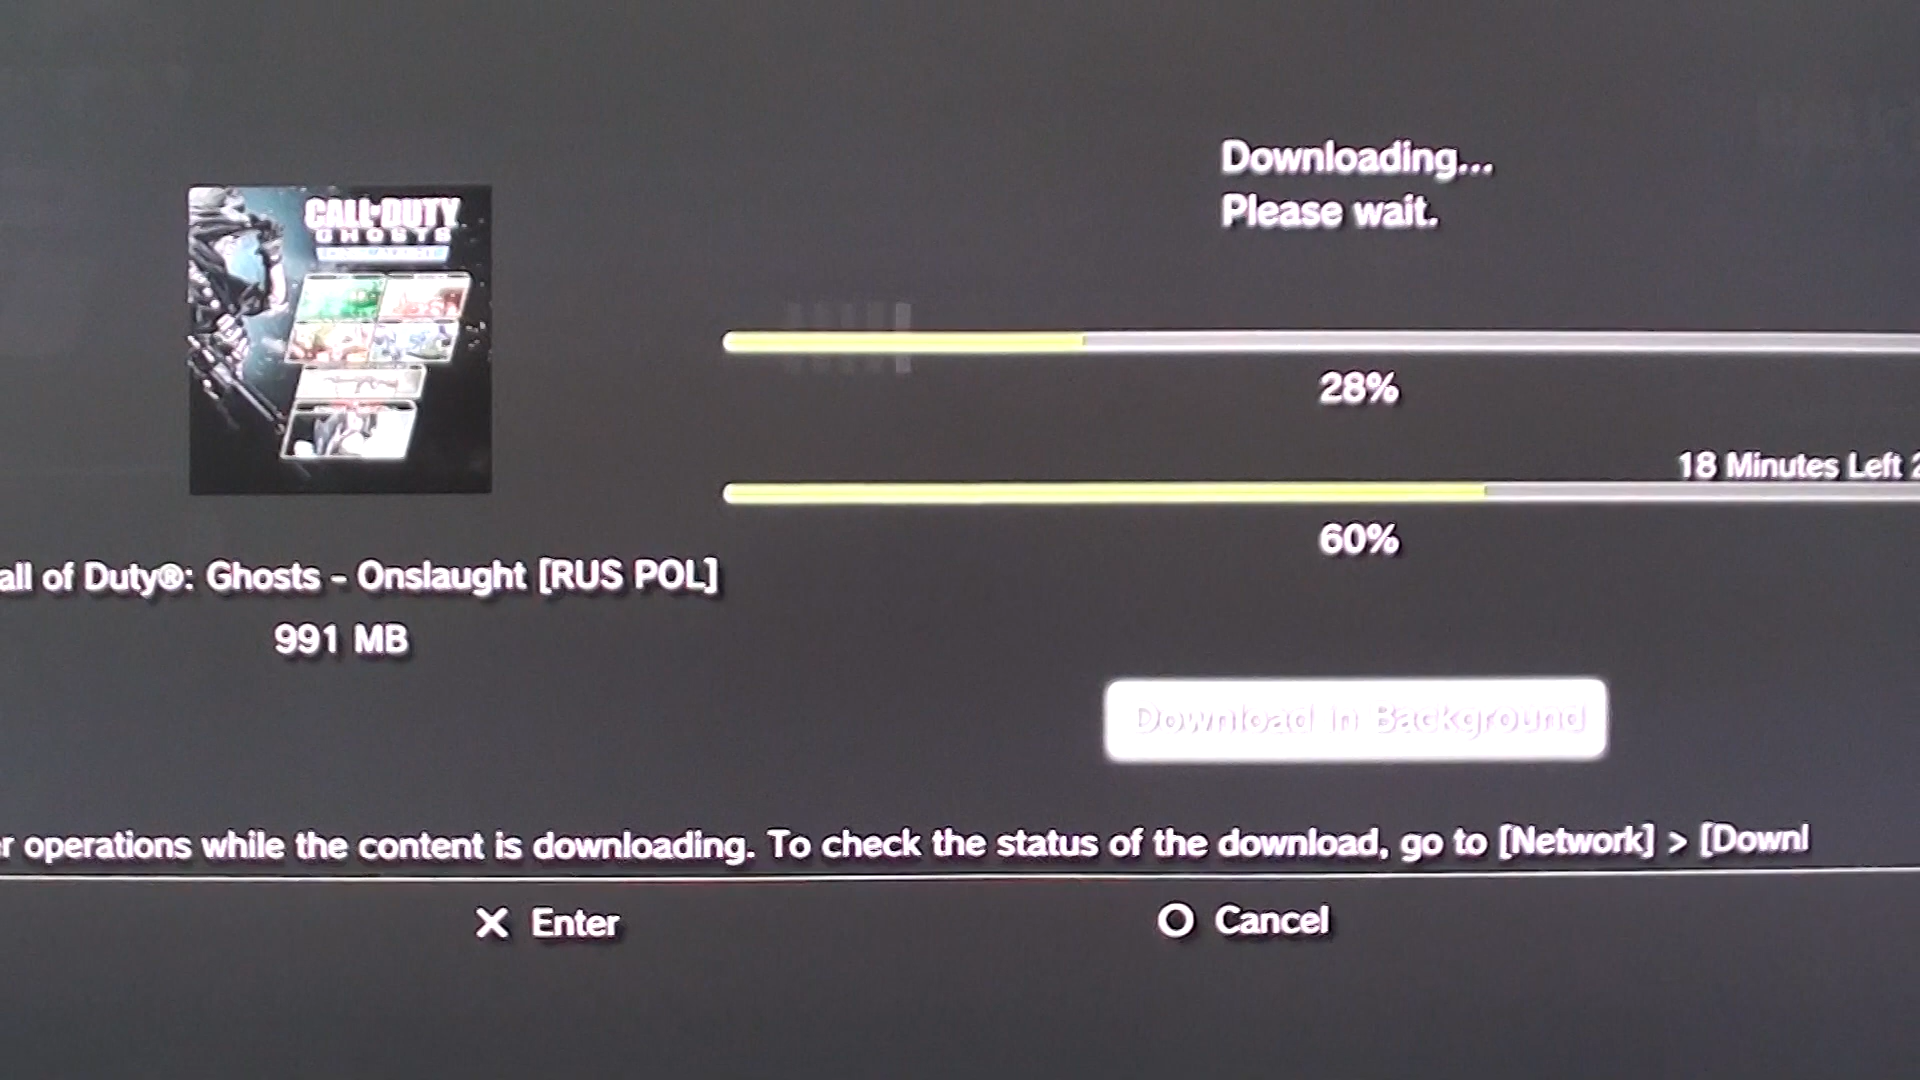 Downloading...
Please wait.
CALL OF DUTY
GHOSTS
28%
18 Minutes Left 2
60%
all of Duty®: Ghosts - Onslaught [RUS POL]
991 MB
Download in Background
r operations while the content is downloading. To check the status of the download, go to [Network] > [Downl
X Enter
O Cancel